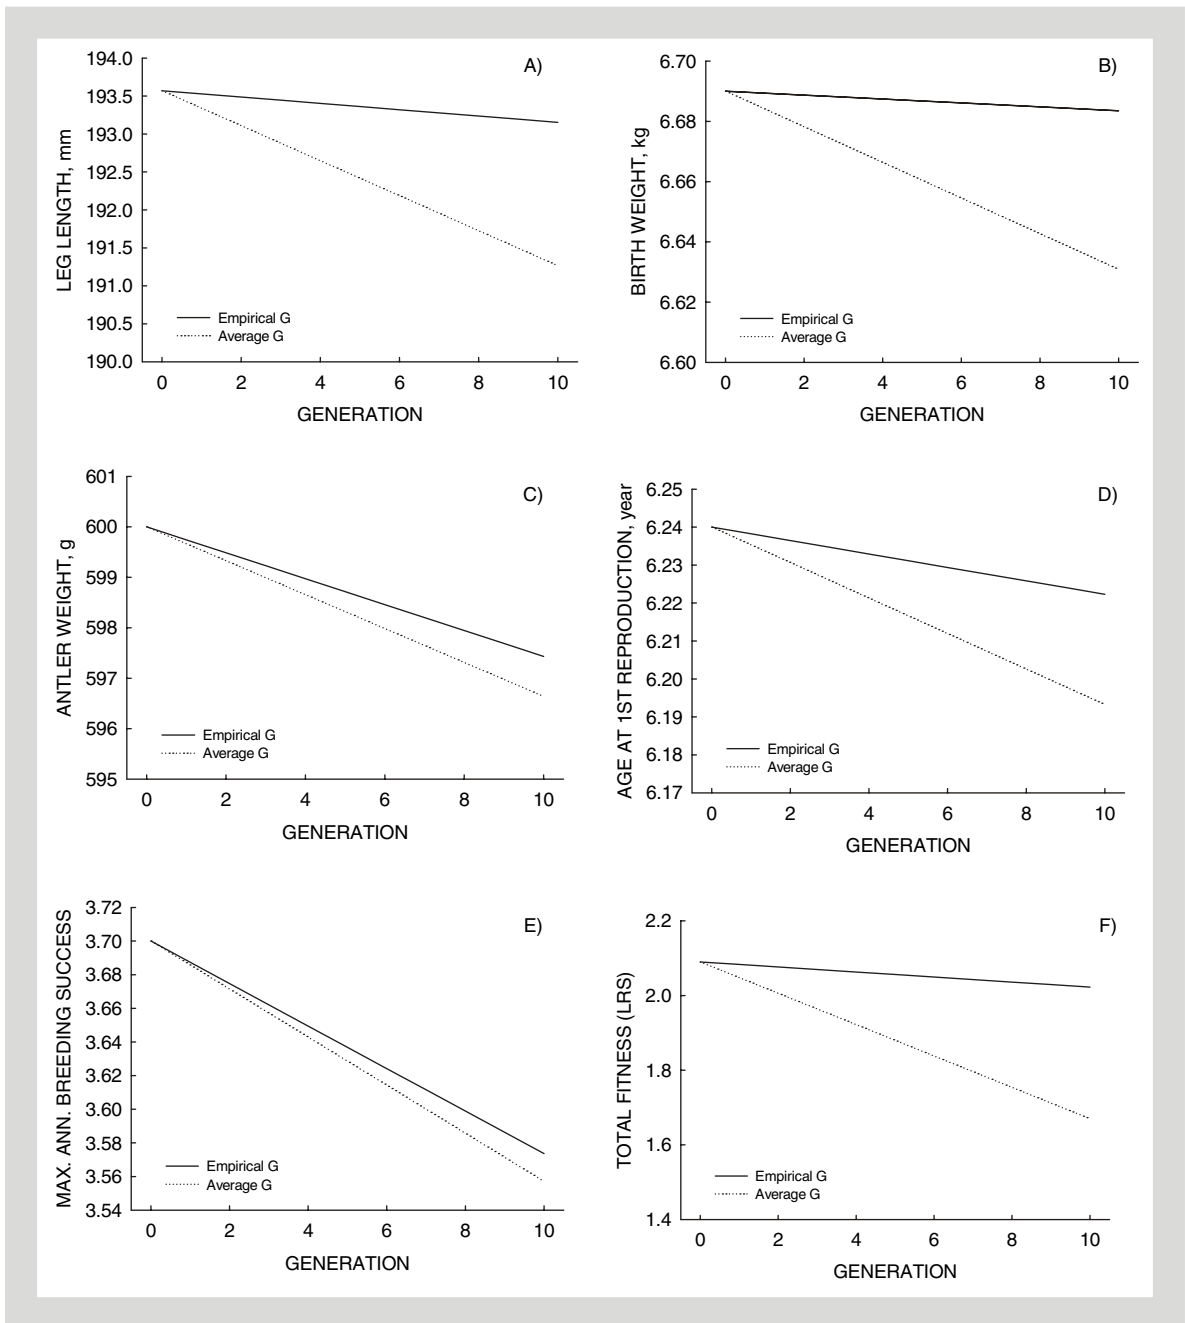 A)
LEG LENGTH, mm
194.0
193.5
193.0
192.5
192.0
191.5
191.0
190.5
190.0
Empirical G
Average G
0 2 4 6 8 10
GENERATION
B)
BIRTH WEIGHT, kg
6.70
6.68
6.66
6.64
6.62
6.60
Empirical G
Average G
0 2 4 6 8 10
GENERATION
C)
ANTLER WEIGHT, g
601
600
599
598
597
596
595
Empirical G
Average G
0 2 4 6 8 10
GENERATION
D)
AGE AT 1ST REPRODUCTION, year
6.25
6.24
6.23
6.22
6.21
6.20
6.19
6.18
6.17
Empirical G
Average G
0 2 4 6 8 10
GENERATION
E)
MAX. ANN. BREEDING SUCCESS
3.72
3.70
3.68
3.66
3.64
3.62
3.60
3.58
3.56
3.54
Empirical G
Average G
0 2 4 6 8 10
GENERATION
F)
TOTAL FITNESS (LRS)
2.2
2.0
1.8
1.6
1.4
Empirical G
Average G
0 2 4 6 8 10
GENERATION